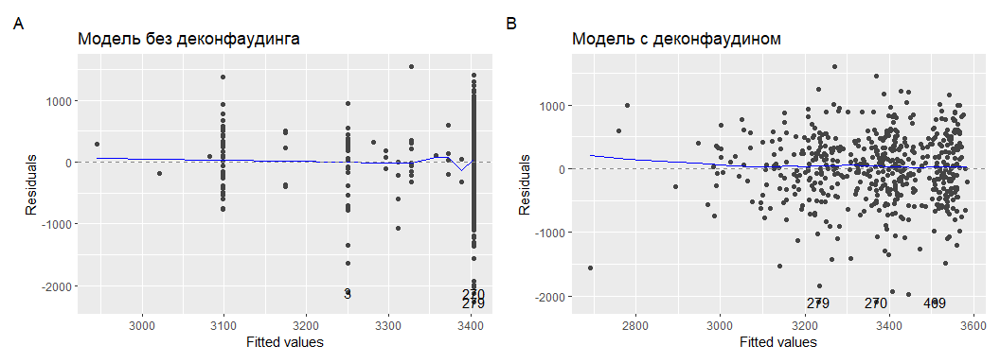 A
Модель без деконфаудинга
1000
0
-1000
-2000
Residuals
3
270
279
3000
3100
3200
3300
3400
Fitted values
B
Модель с деконфаудином
1000
0
-1000
-2000
Residuals
279
270
409
3000
3200
3400
3600
Fitted values